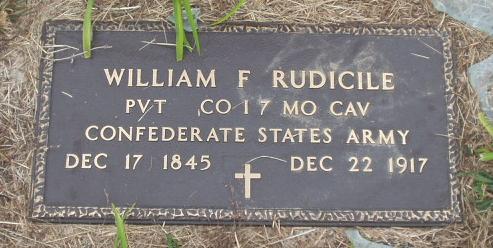 WILLIAM F RUDICILE
PVT CO I 7 MO CAV
CONFEDERATE STATES ARMY
DEC 17 1845 DEC 22 1917